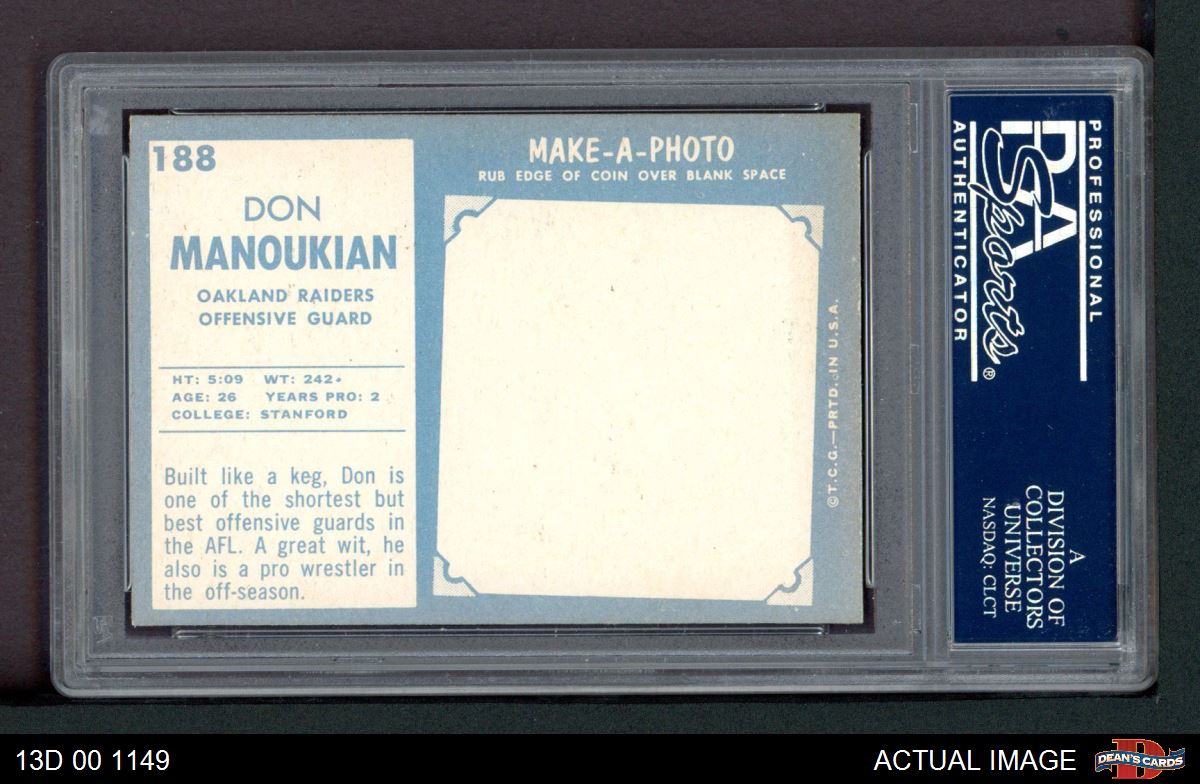 188
DON
MANOUKIAN
OAKLAND RAIDERS
OFFENSIVE GUARD
HT: 5:09 WT: 242.
AGE: 26 YEARS PRO: 2
COLLEGE: STANFORD
Built like a keg, Don is
one of the shortest but
best offensive guards in
the AFL. A great wit, he
also is a pro wrestler in
the off-season.
MAKE-A-PHOTO
RUB EDGE OF COIN OVER BLANK SPACE
©T.C.G.—PRTD. IN U.S.A.
PROFESSIONAL
PSA
Sports®
AUTHENTICATOR
A
DIVISION OF
COLLECTORS
UNIVERSE
NASDAQ: CLCT
13D 00 1149
ACTUAL IMAGE
D
DEAN'S CARDS